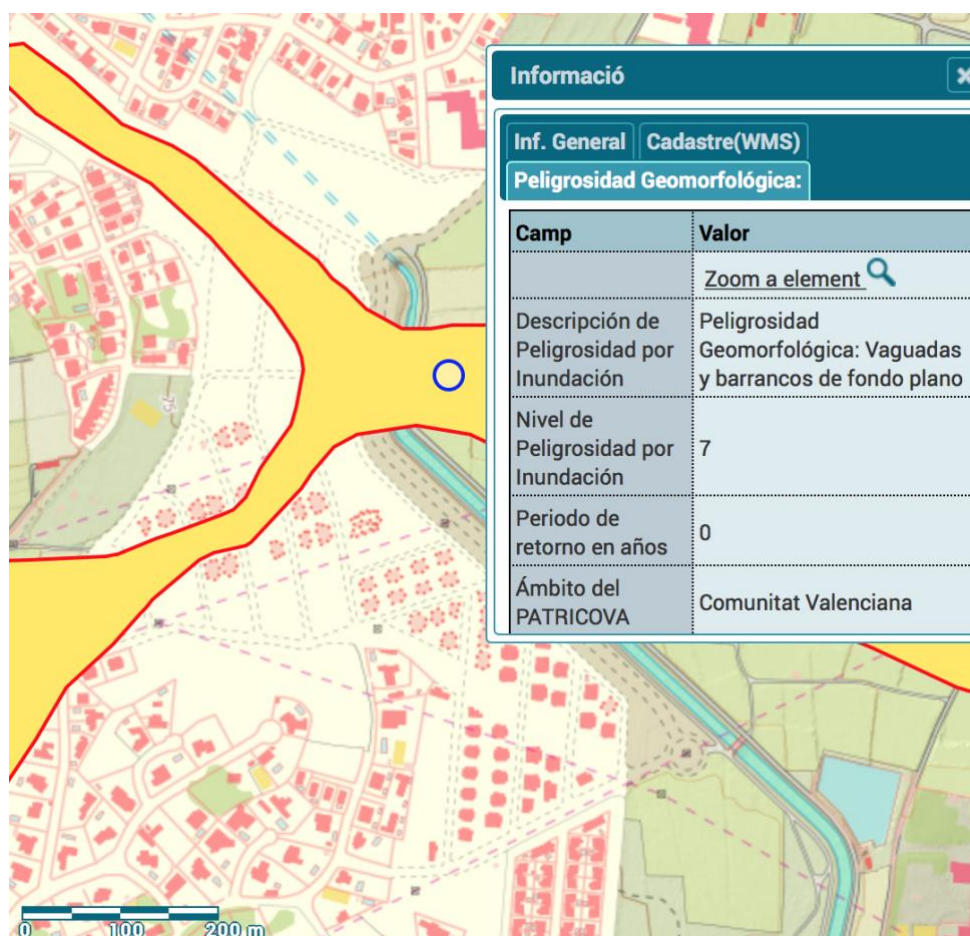 Informació
Inf. General
Cadastre(WMS)
Peligrosidad Geomorfológica:
Camp
Valor
Zoom a element
Descripción de
Peligrosidad por
Inundación
Peligrosidad
Geomorfológica: Vaguadas
y barrancos de fondo plano
Nivel de
Peligrosidad por
Inundación
7
Periodo de
retorno en años
0
Ámbito del
PATRICOVA
Comunitat Valenciana
75
0 100 200 m